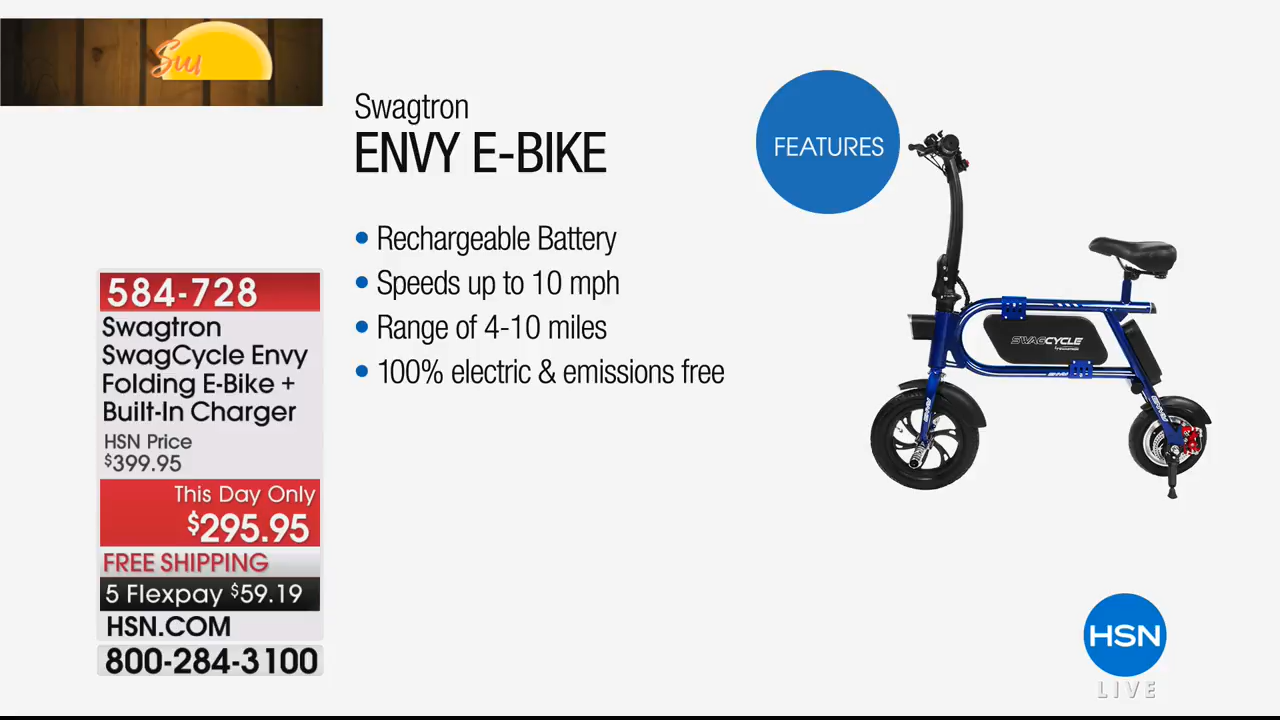 Su
Swagtron
ENVY E-BIKE
FEATURES
• Rechargeable Battery
• Speeds up to 10 mph
• Range of 4-10 miles
• 100% electric & emissions free
584-728
Swagtron
SwagCycle Envy
Folding E-Bike +
Built-In Charger
HSN Price
$399.95
This Day Only
$295.95
FREE SHIPPING
5 Flexpay $59.19
HSN.COM
800-284-3100
SWAGCYCLE
ENVY
HSN
LIVE